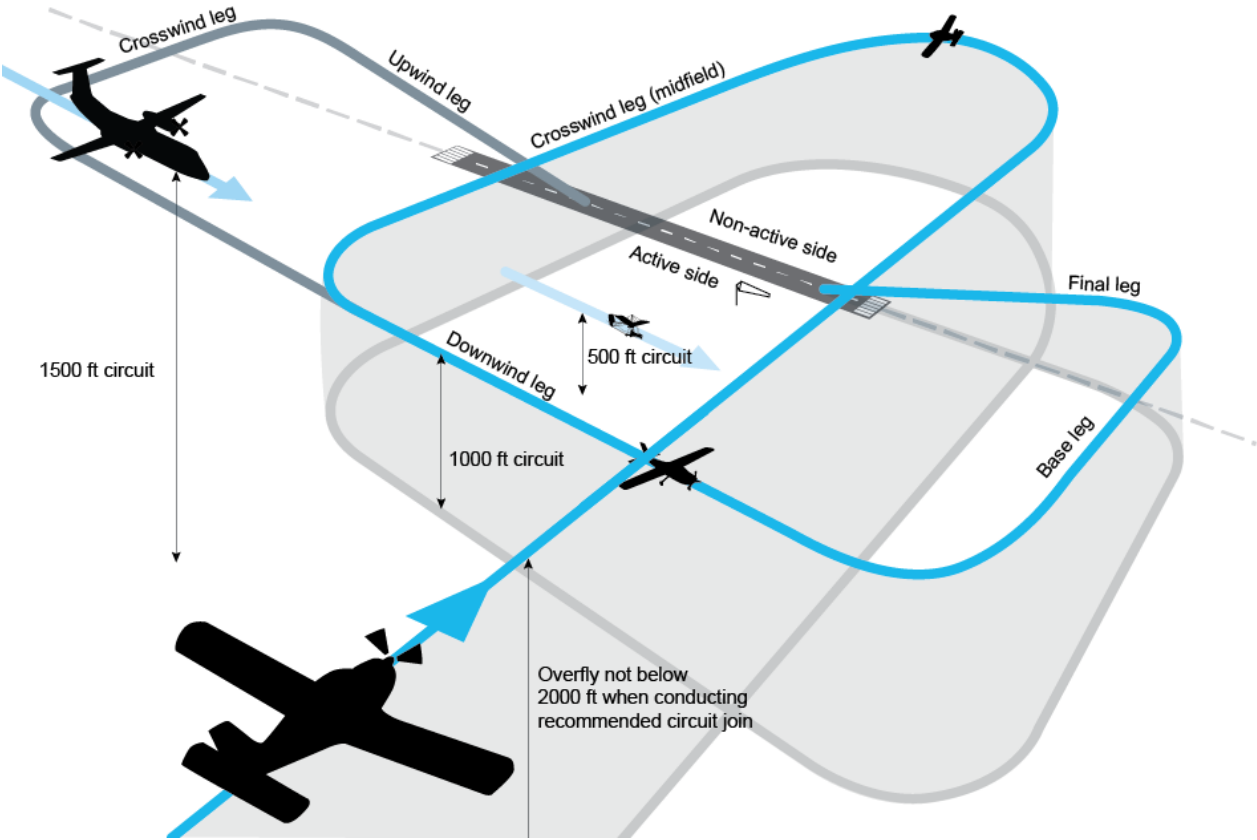 Crosswind leg
Upwind leg
Crosswind leg (midfield)
Non-active side
Active side
Final leg
1500 ft circuit
500 ft circuit
Downwind leg
1000 ft circuit
Base leg
Overfly not below
2000 ft when conducting
recommended circuit join